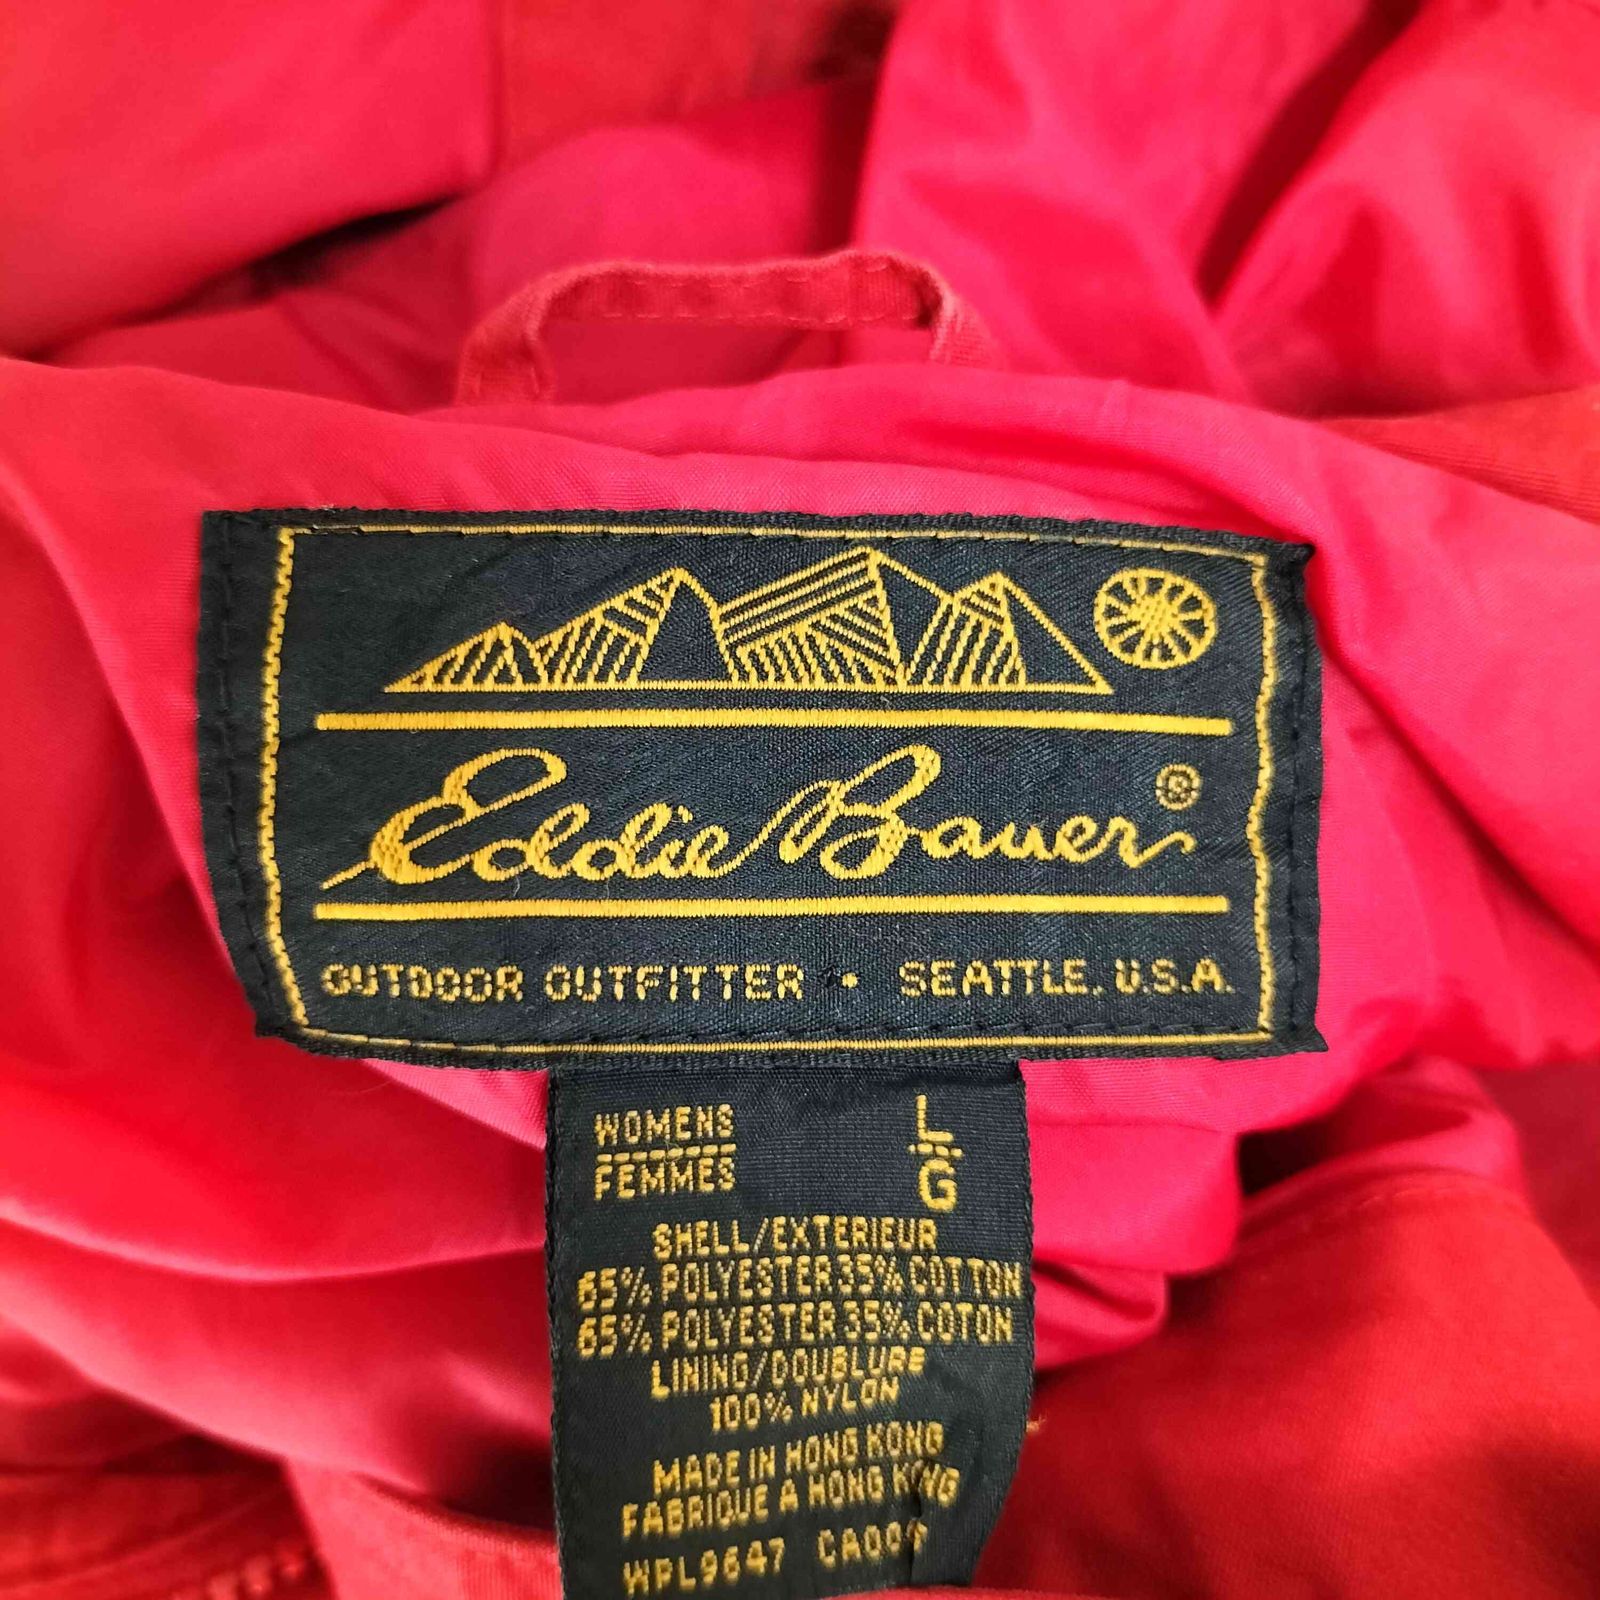 Eddie Bauer®
OUTDOOR OUTFITTER • SEATTLE, U.S.A.
WOMENS L
FEMMES G
SHELL/EXTERIEUR
65% POLYESTER 35% COTTON
65% POLYESTER 35% COTON
LINING/DOUBLURE
100% NYLON
MADE IN HONG KONG
FABRIQUE A HONG KONG
WPL9647 CA009